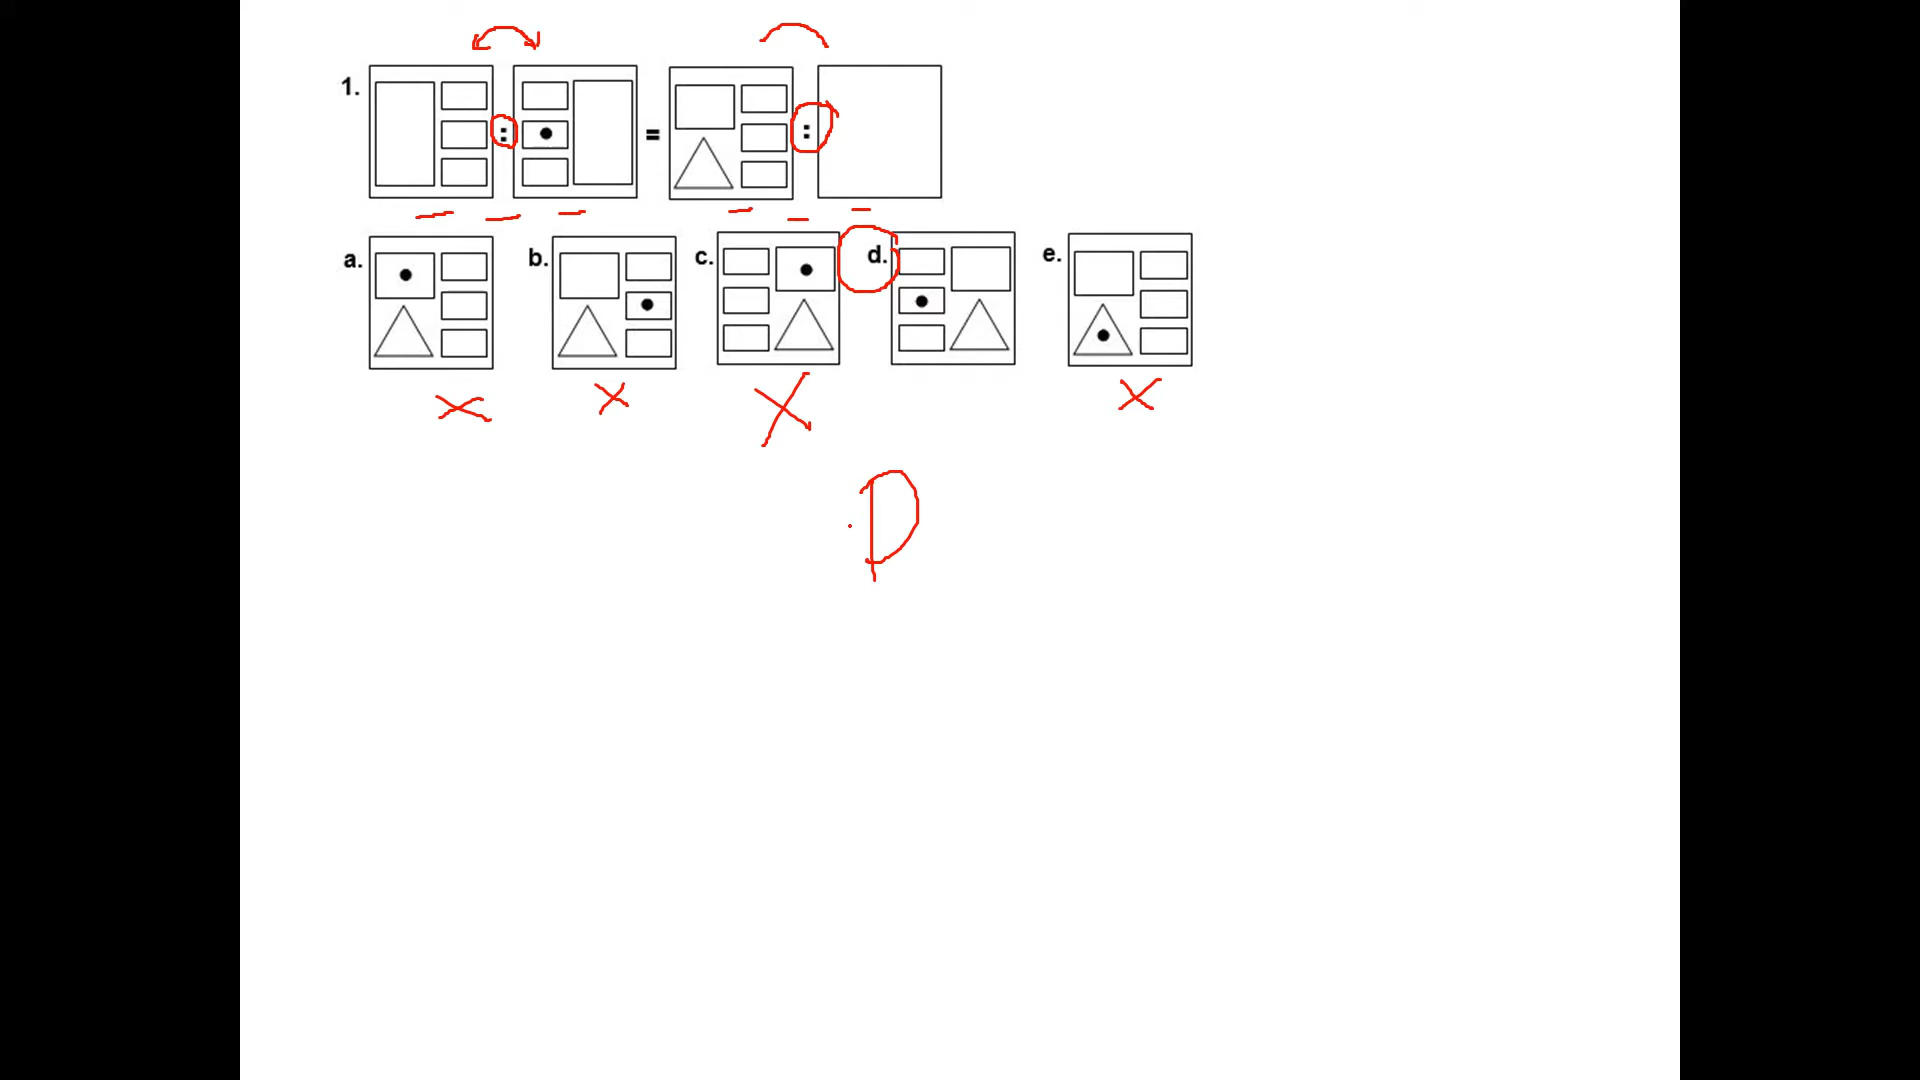 1. : = :
a. b. c. d. e.
D